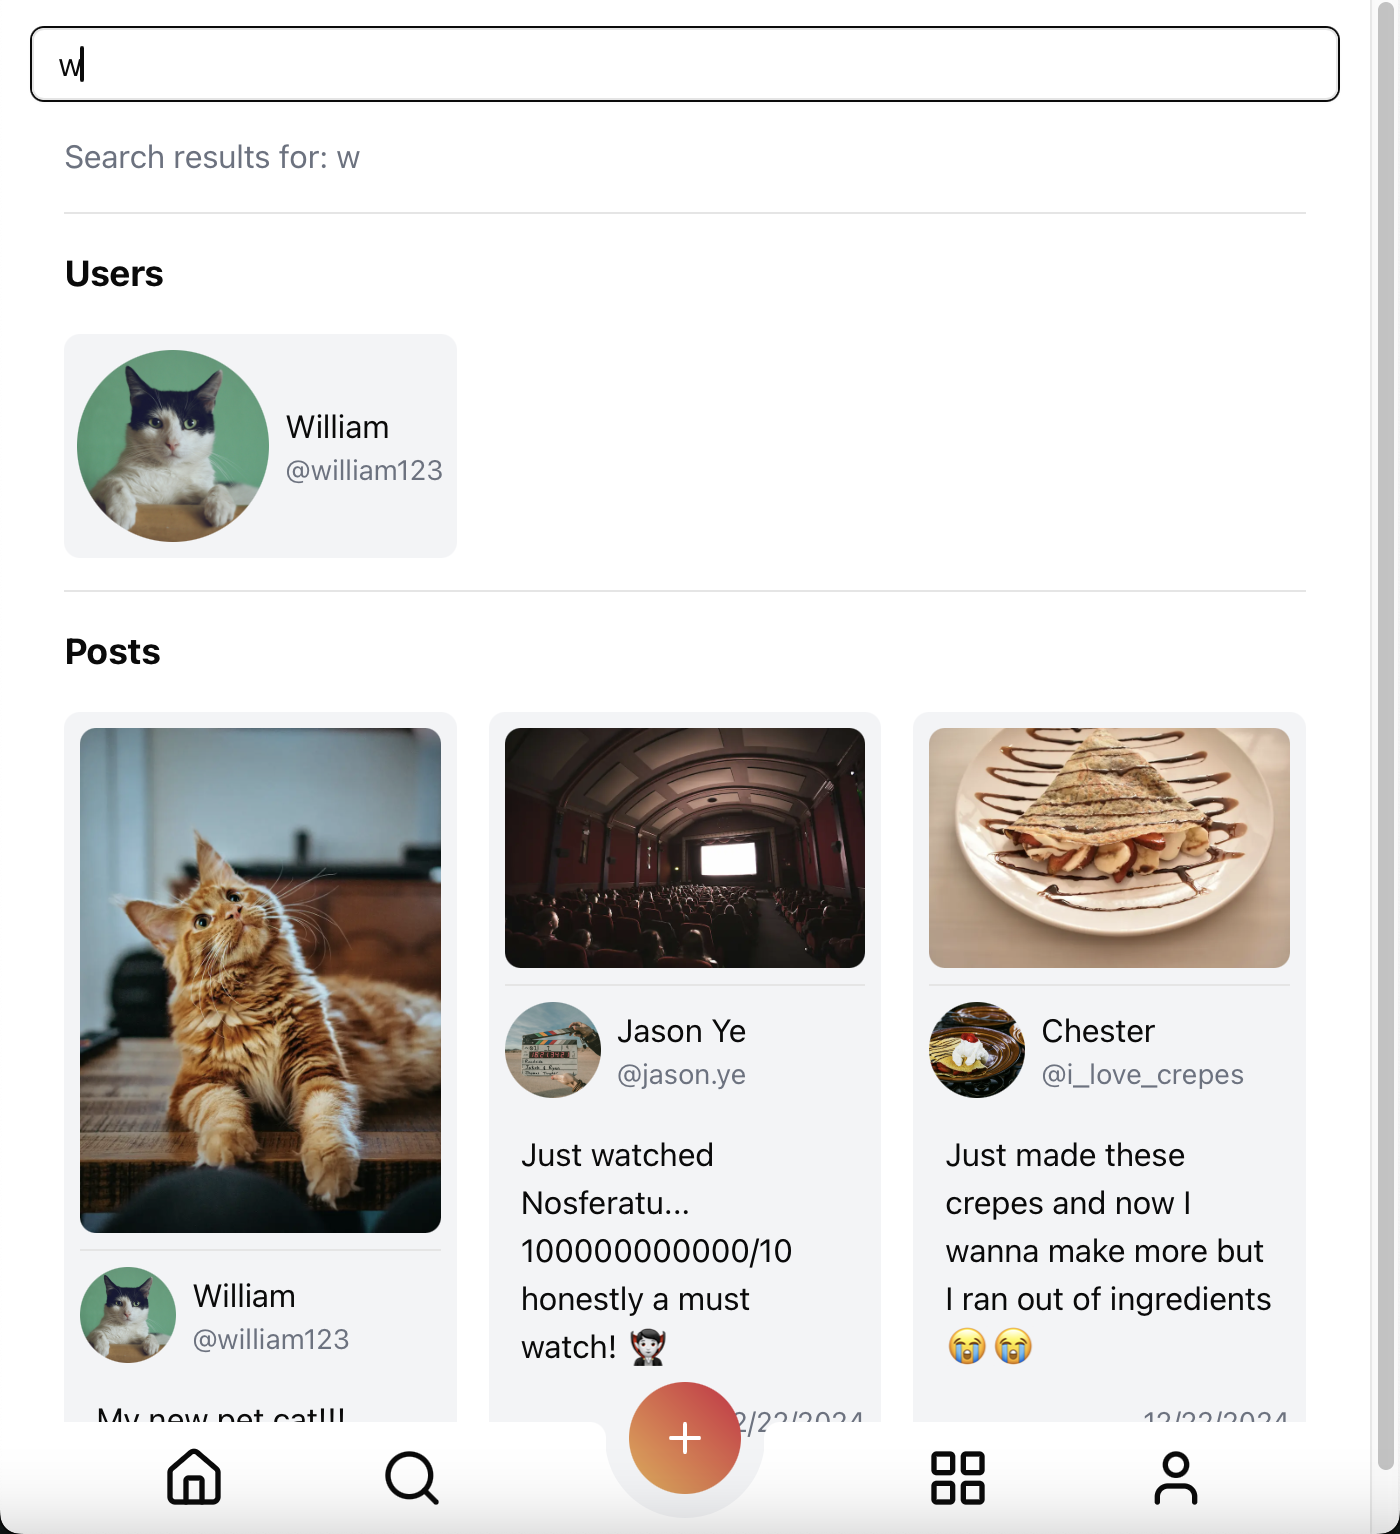 w
Search results for: w
Users
William
@william123
Posts
William
@william123
My new pet cat!!!
Jason Ye
@jason.ye
Just watched
Nosferatu...
100000000000/10
honestly a must
watch! 🧛🏻
2/22/2024
Chester
@i_love_crepes
Just made these
crepes and now I
wanna make more but
I ran out of ingredients
😭😭
12/22/2024